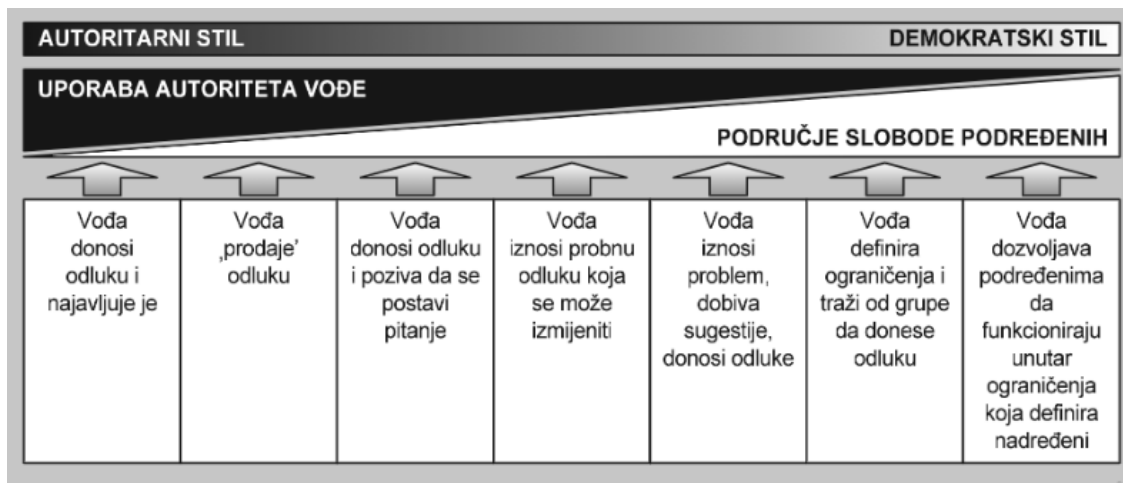 AUTORITARNI STIL
DEMOKRATSKI STIL
UPORABA AUTORITETA VOĐE
PODRUČJE SLOBODE PODREĐENIH
Vođa
donosi
odluku i
najavljuje je
Vođa
‚prodaje’
odluku
Vođa
donosi odluku
i poziva da se
postavi
pitanje
Vođa
iznosi probnu
odluku koja
se može
izmijeniti
Vođa
iznosi
problem,
dobiva
sugestije,
donosi odluke
Vođa
definira
ograničenja i
traži od grupe
da donese
odluku
Vođa
dozvoljava
podređenima
da
funkcioniraju
unutar
ograničenja
koja definira
nadređeni